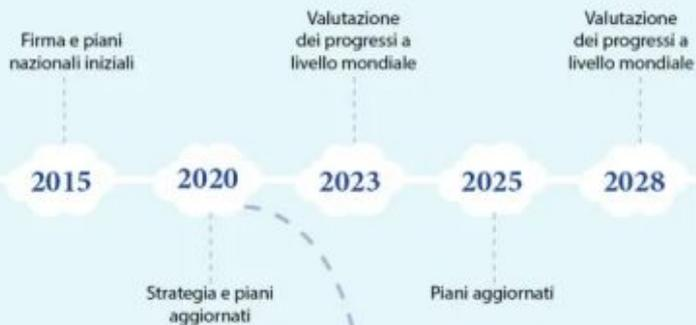 Firma e piani
nazionali iniziali
Valutazione
dei progressi a
livello mondiale
Valutazione
dei progressi a
livello mondiale
2015
2020
2023
2025
2028
Strategia e piani
aggiornati
Piani aggiornati